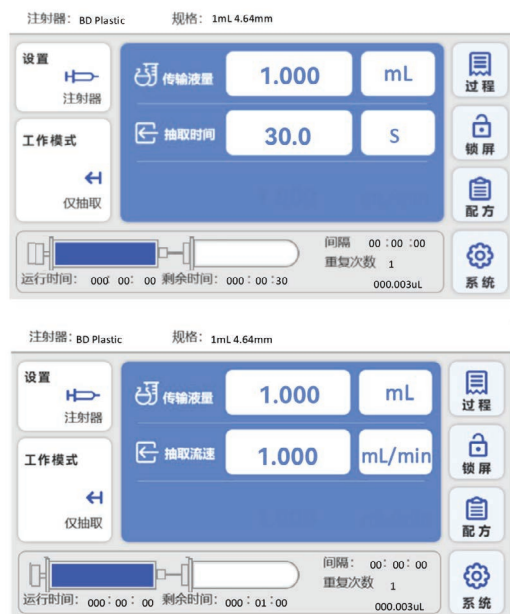 注射器: BD Plastic 规格: 1mL 4.64mm
设置
注射器
传输液量 1.000 mL
过程
工作模式
仅抽取
抽取时间 30.0 S
锁屏
配方
间隔 00 :00 :00
重复次数 1
运行时间: 000: 00: 00 剩余时间: 000 : 00 :30
000.003uL
系统
注射器: BD Plastic 规格: 1mL 4.64mm
设置
注射器
传输液量 1.000 mL
过程
工作模式
仅抽取
抽取流速 1.000 mL/min
锁屏
配方
间隔: 00: 00: 00
重复次数 1
运行时间: 000: 00 : 00 剩余时间: 000 : 01 : 00
000.003uL
系统